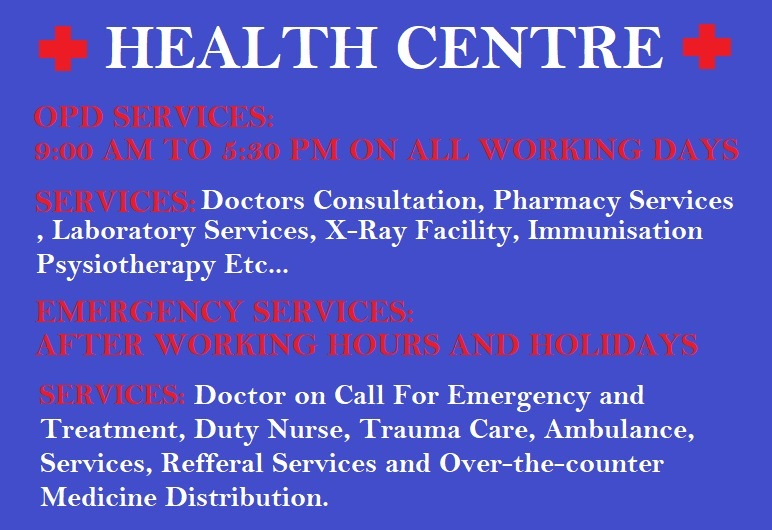 HEALTH CENTRE
OPD SERVICES:
9:00 AM TO 5:30 PM ON ALL WORKING DAYS
SERVICES: Doctors Consultation, Pharmacy Services
, Laboratory Services, X-Ray Facility, Immunisation
Psysiotherapy Etc...
EMERGENCY SERVICES:
AFTER WORKING HOURS AND HOLIDAYS
SERVICES: Doctor on Call For Emergency and
Treatment, Duty Nurse, Trauma Care, Ambulance,
Services, Refferal Services and Over-the-counter
Medicine Distribution.